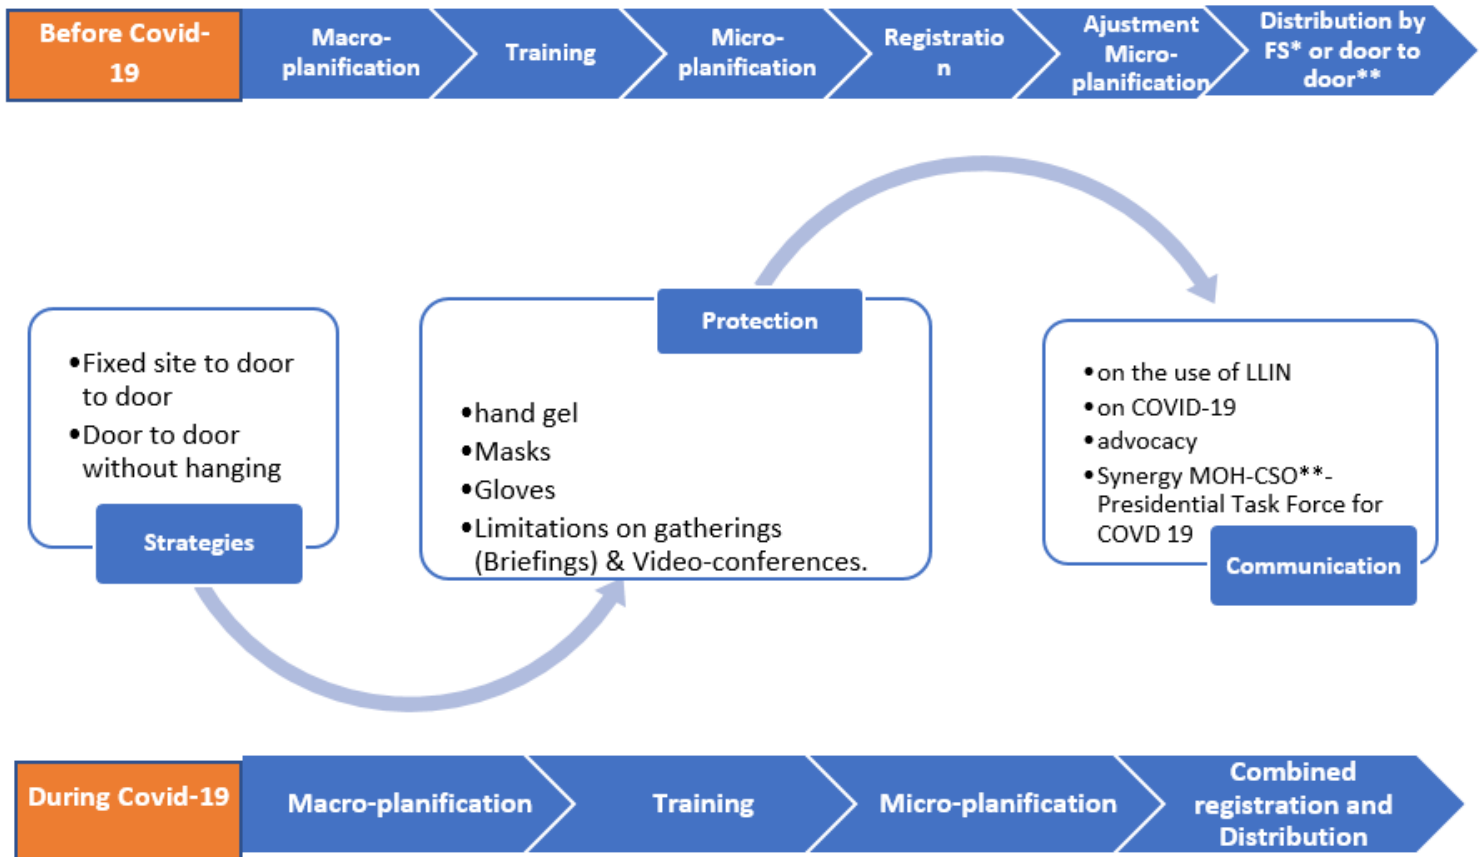 Before Covid-
19
Macro-
planification
Training
Micro-
planification
Registratio
n
Ajustment
Micro-
planification
Distribution by
FS* or door to
door**
•Fixed site to door
to door
•Door to door
without hanging
Strategies
Protection
•hand gel
•Masks
•Gloves
•Limitations on gatherings
(Briefings) & Video-conferences.
•on the use of LLIN
•on COVID-19
•advocacy
•Synergy MOH-CSO**-
Presidential Task Force for
COVD 19
Communication
During Covid-19
Macro-planification
Training
Micro-planification
Combined
registration and
Distribution